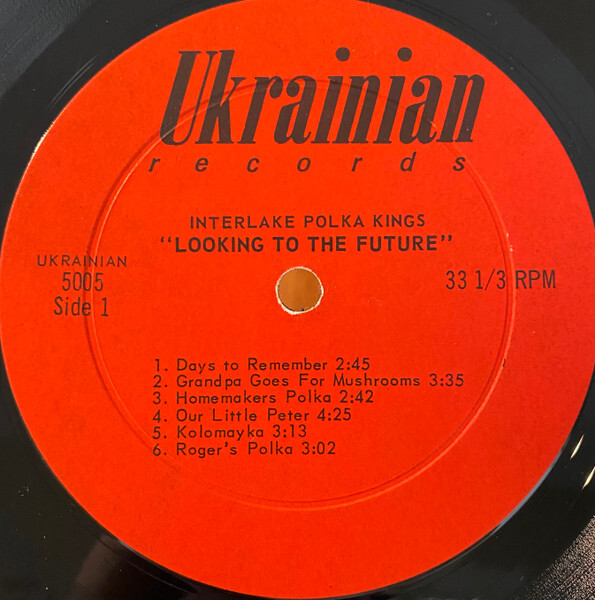 Ukrainian
records
INTERLAKE POLKA KINGS
"LOOKING TO THE FUTURE"
UKRAINIAN
5005
Side 1
33 1/3 RPM
1. Days to Remember 2:45
2. Grandpa Goes For Mushrooms 3:35
3. Homemakers Polka 2:42
4. Our Little Peter 4:25
5. Kolomayka 3:13
6. Roger's Polka 3:02